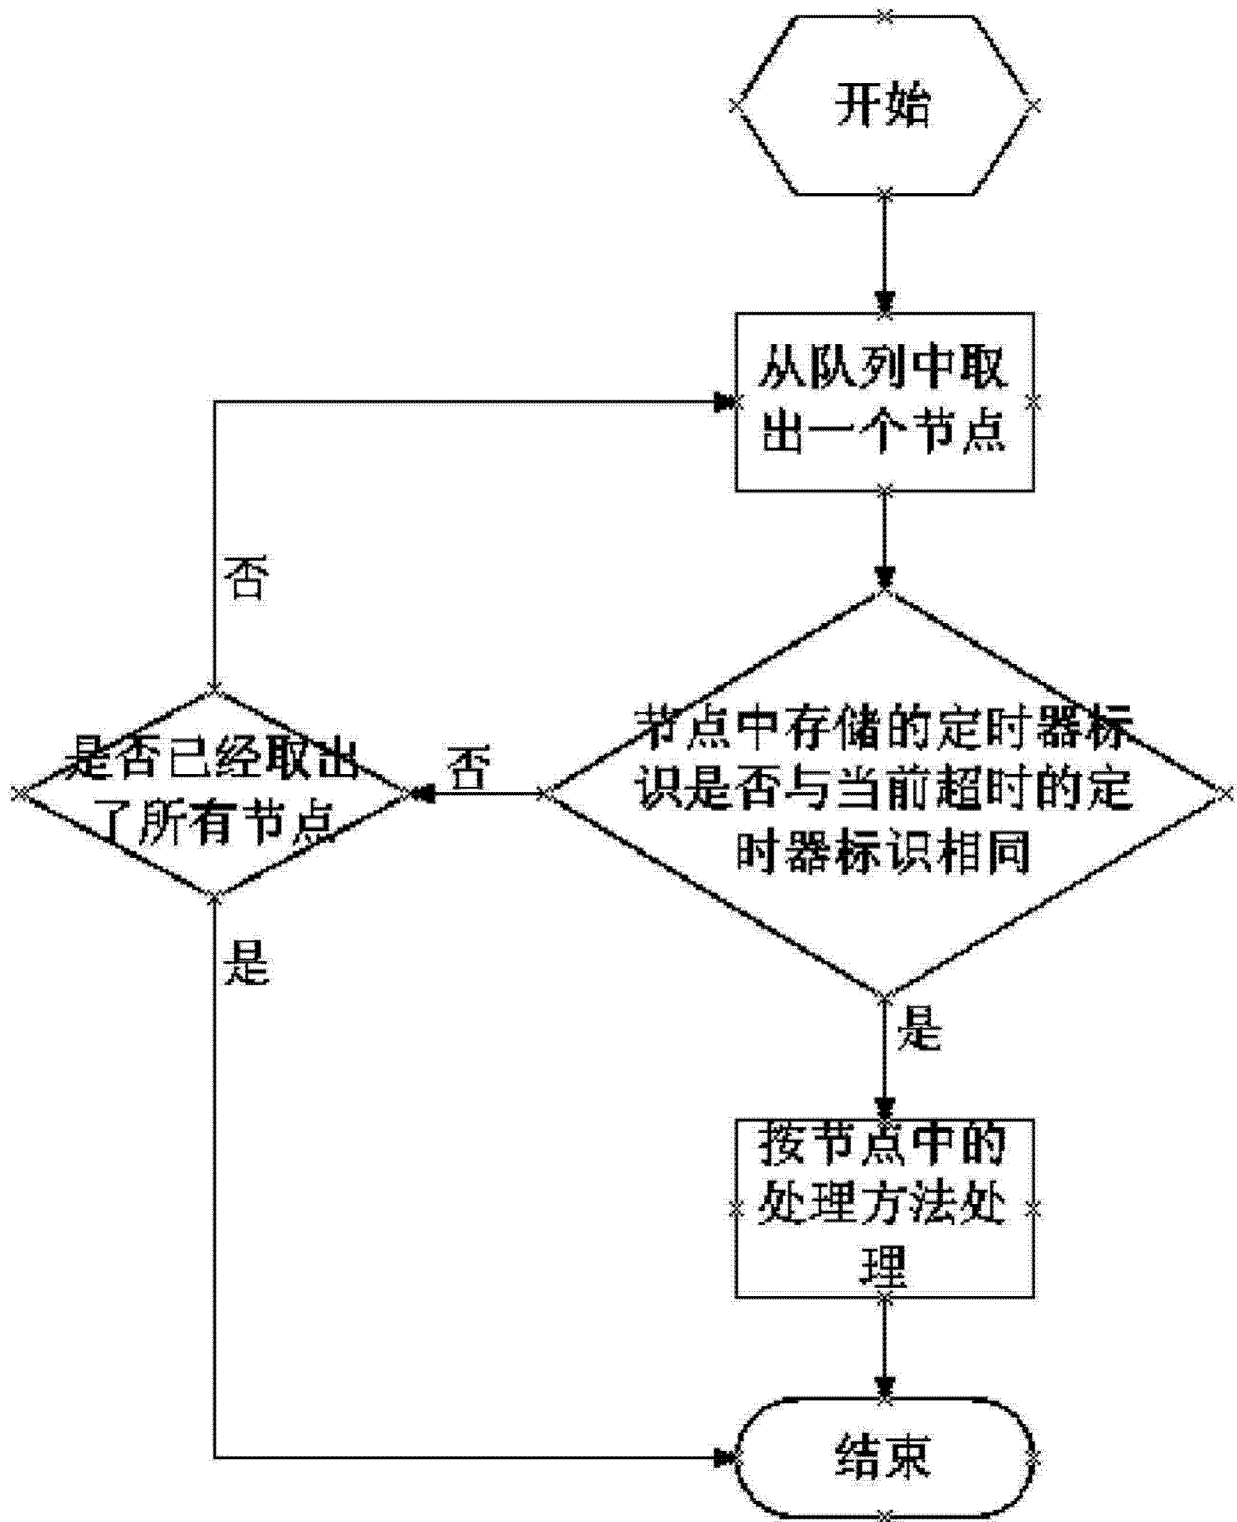 开始
从队列中取
出一个节点
否
节点中存储的定时器标
识是否与当前超时的定
时器标识相同
否
是否已经取出
了所有节点
是
是
按节点中的
处理方法处
理
结束